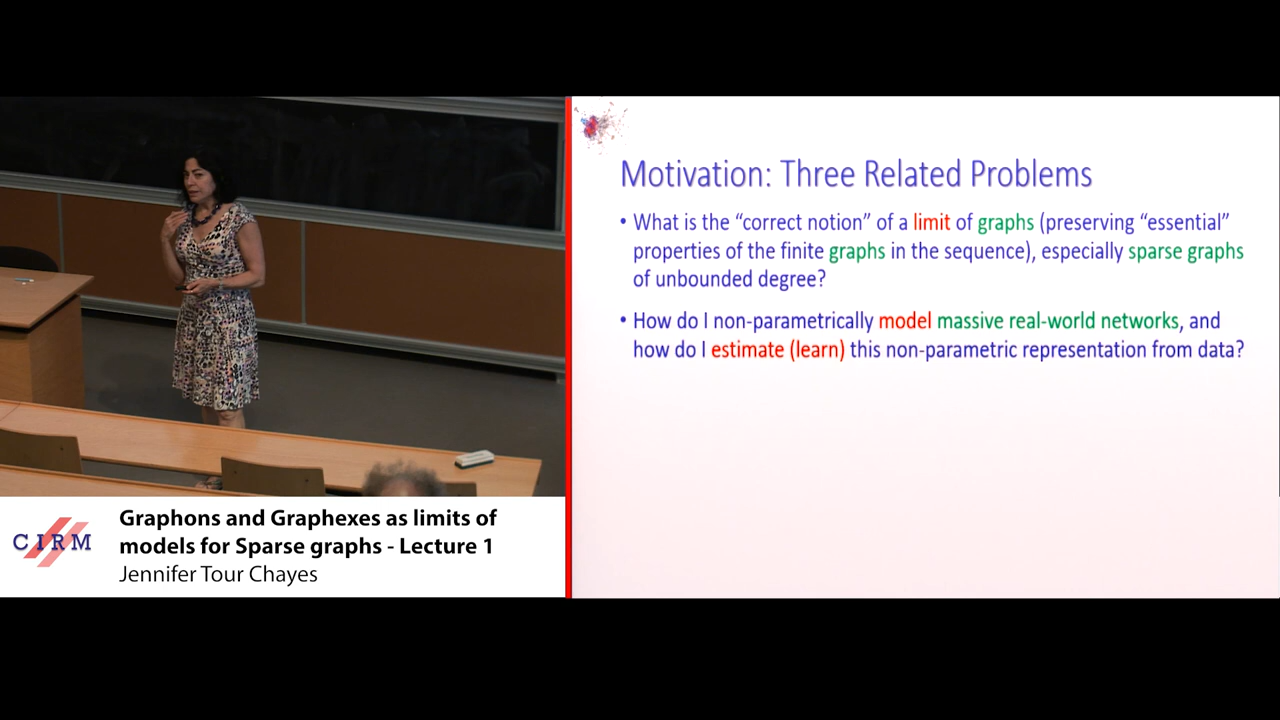 Motivation: Three Related Problems
• What is the “correct notion” of a limit of graphs (preserving “essential”
properties of the finite graphs in the sequence), especially sparse graphs
of unbounded degree?
• How do I non-parametrically model massive real-world networks, and
how do I estimate (learn) this non-parametric representation from data?
CIRM
Graphons and Graphexes as limits of
models for Sparse graphs - Lecture 1
Jennifer Tour Chayes